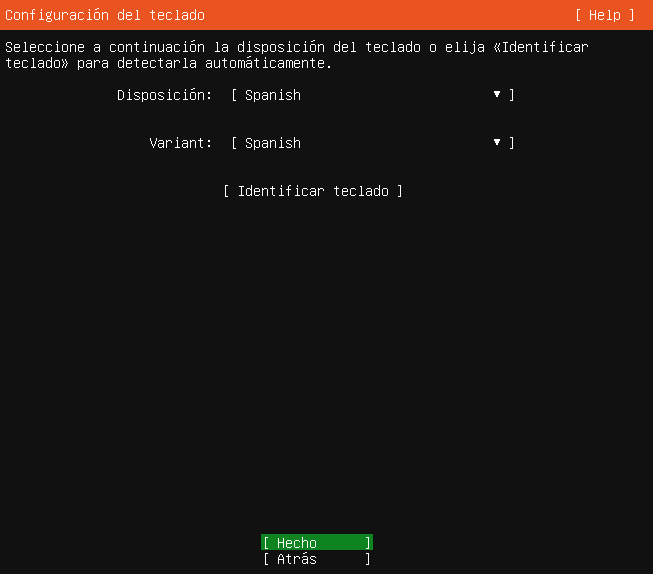 Configuración del teclado [ Help ]
Seleccione a continuación la disposición del teclado o elija «Identificar
teclado» para detectarla automáticamente.
Disposición: [ Spanish ▾ ]
Variant: [ Spanish ▾ ]
[ Identificar teclado ]
[ Hecho ]
[ Atrás ]